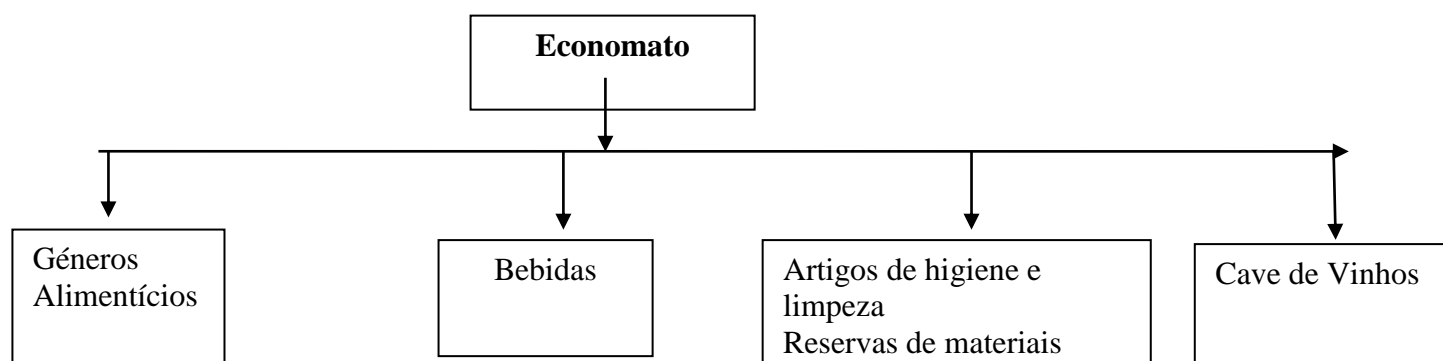 Economato
Géneros
Alimentícios
Bebidas
Artigos de higiene e
limpeza
Reservas de materiais
Cave de Vinhos